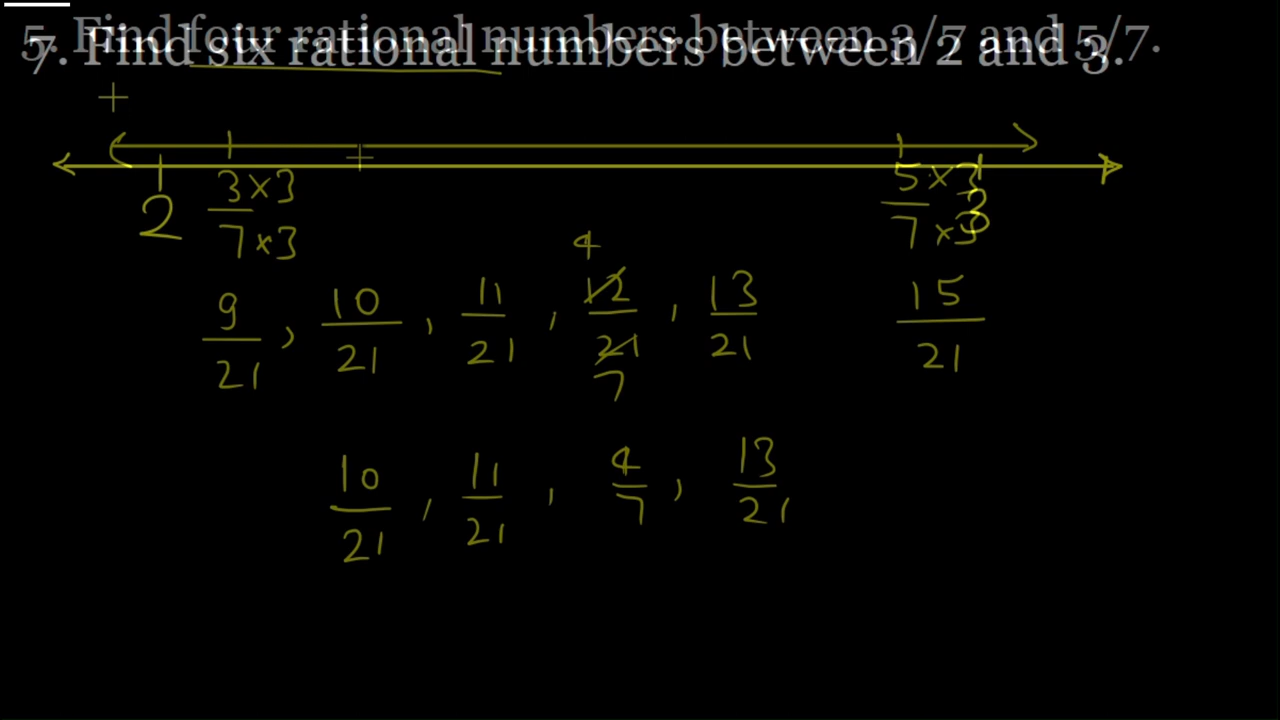 5. Find four rational numbers between 3/7 and 5/7.
7. Find six rational numbers between 2 and 3.
2 3 × 3 / 7 × 3 5 × 3 / 7 × 3 3
4
9/21 , 10/21 , 11/21 , 12/21 , 13/21 15/21
7
10/21 , 11/21 , 4/7 , 13/21